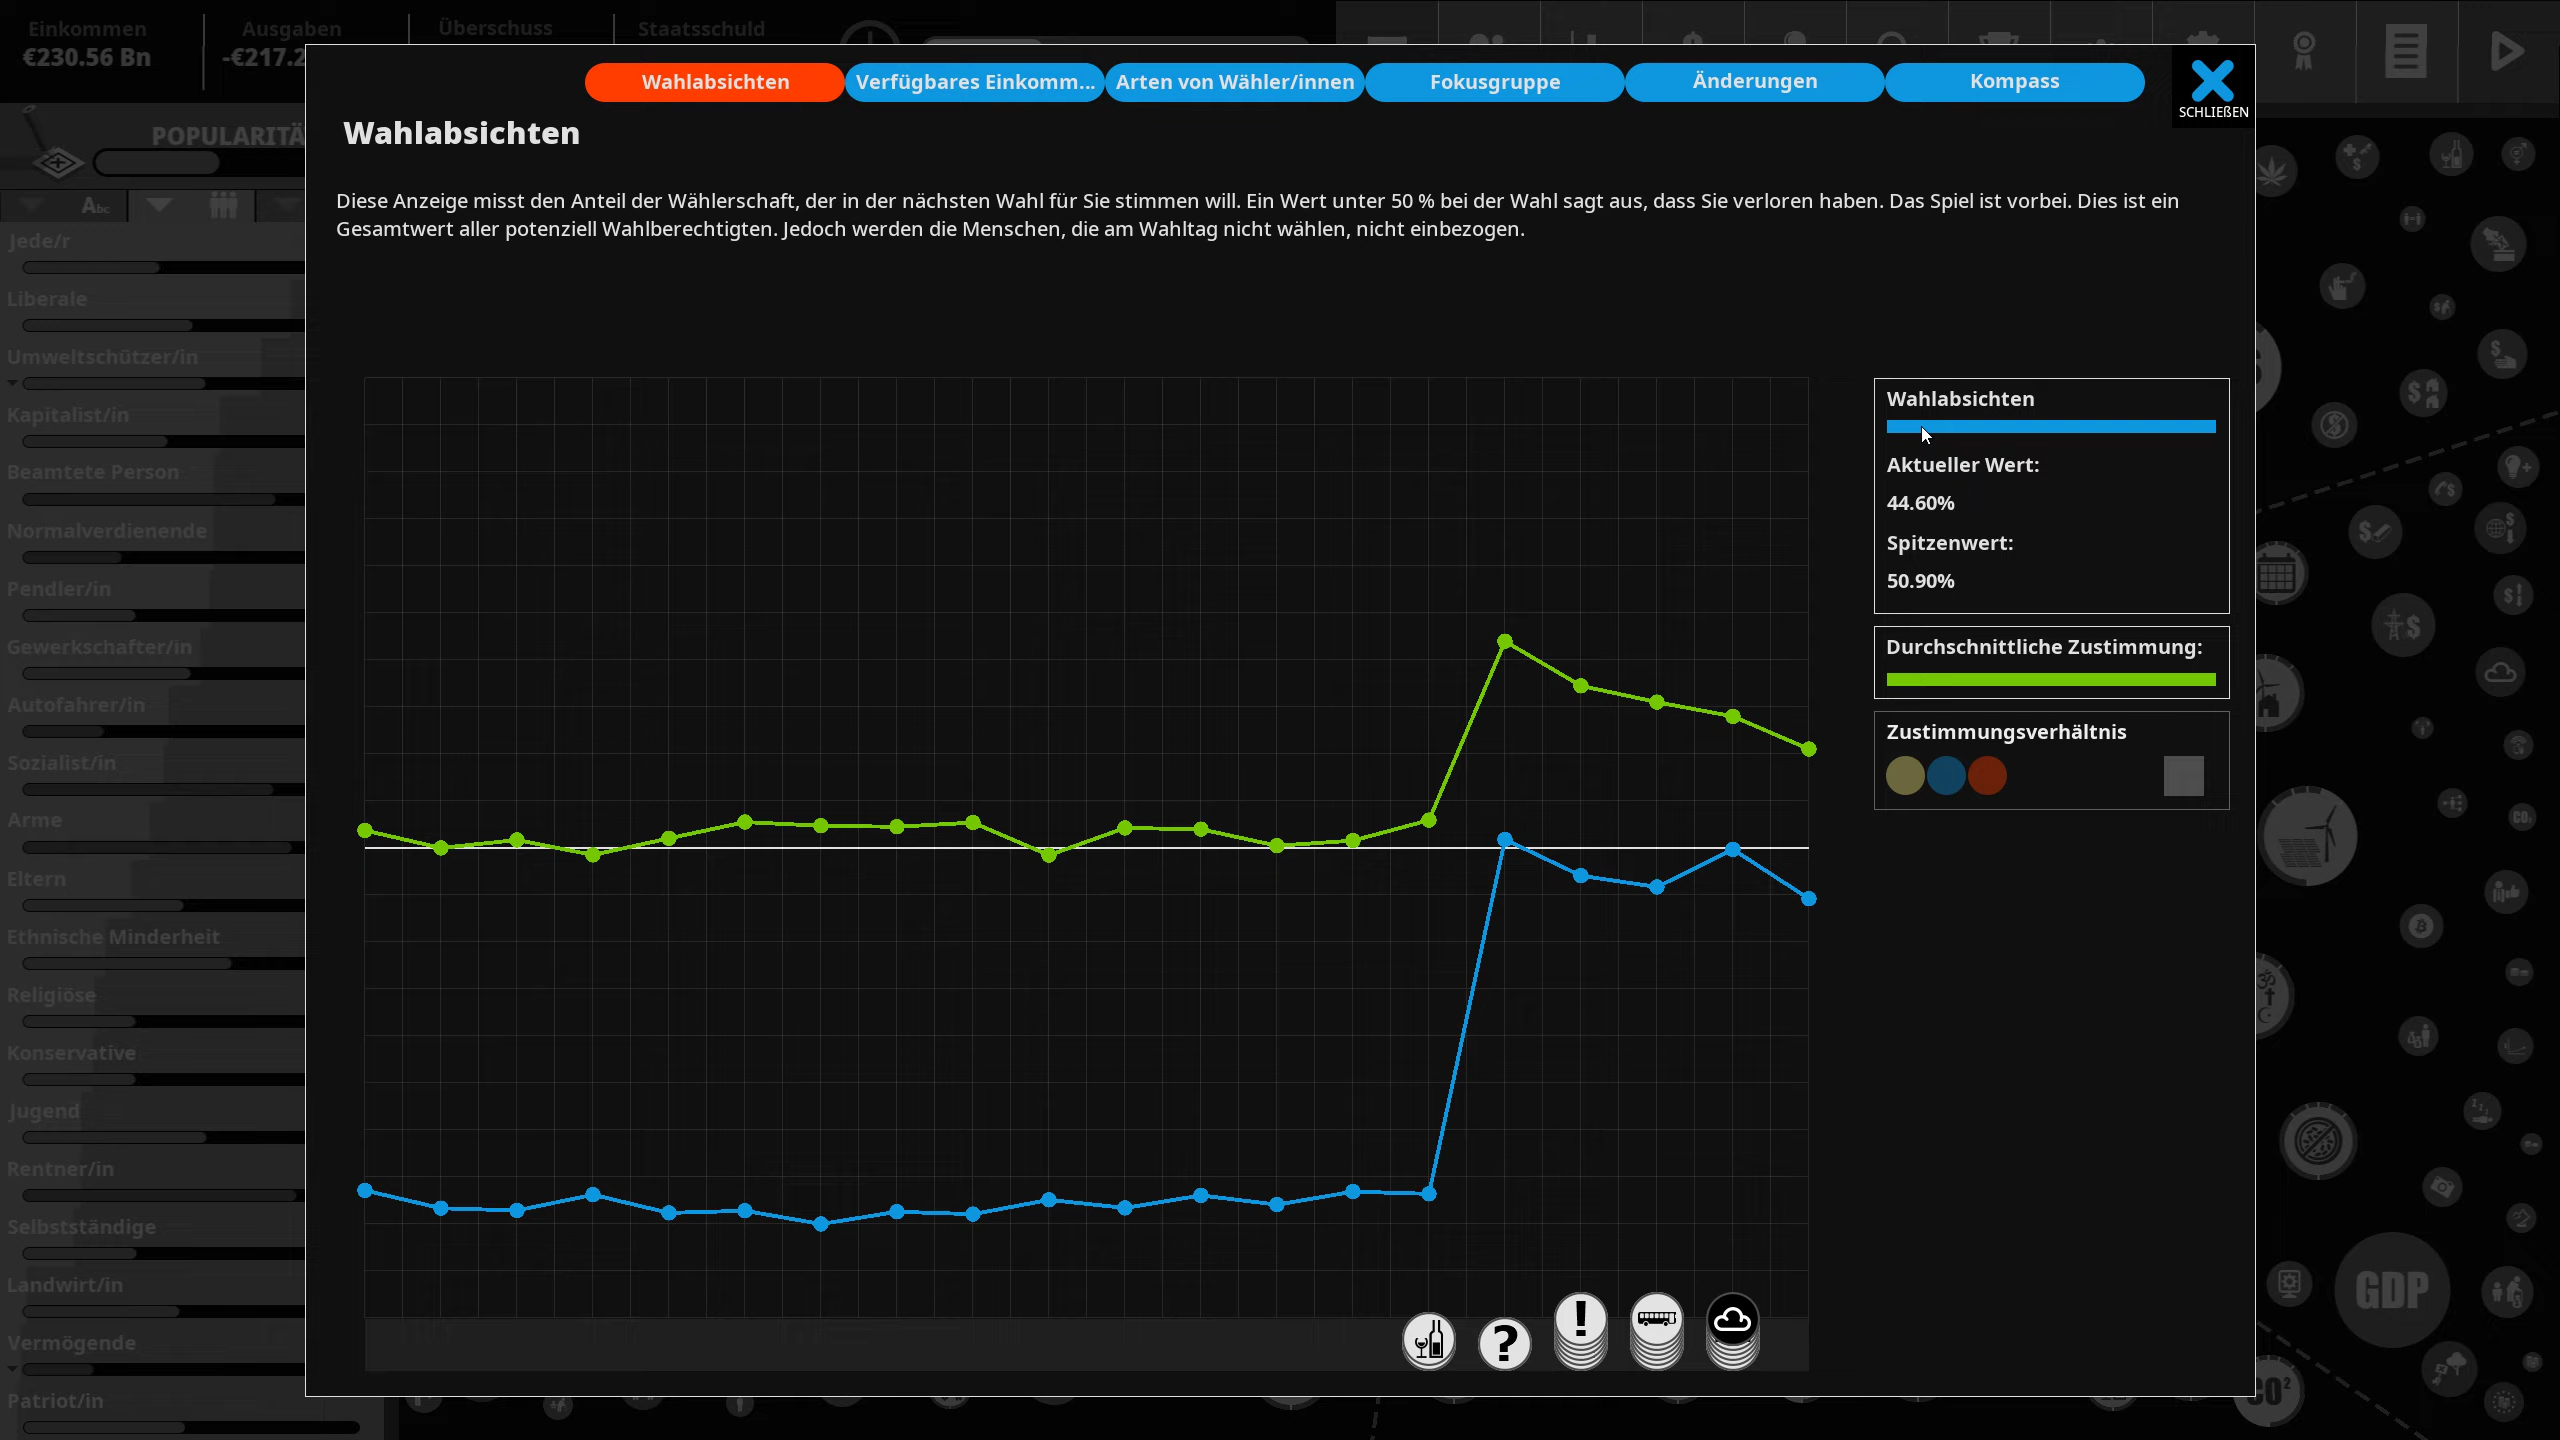 Einkommen
Ausgaben
Überschuss
Staatsschuld
€230.56 Bn
-€217.2
Wahlabsichten
Verfügbares Einkomm...
Arten von Wähler/innen
Fokusgruppe
Änderungen
Kompass
SCHLIEßEN
Wahlabsichten
POPULARITÄ
Diese Anzeige misst den Anteil der Wählerschaft, der in der nächsten Wahl für Sie stimmen will. Ein Wert unter 50 % bei der Wahl sagt aus, dass Sie verloren haben. Das Spiel ist vorbei. Dies ist ein
Gesamtwert aller potenziell Wahlberechtigten. Jedoch werden die Menschen, die am Wahltag nicht wählen, nicht einbezogen.
Abc
Jede/r
Liberale
Umweltschützer/in
Kapitalist/in
Beamtete Person
Normalverdienende
Pendler/in
Gewerkschafter/in
Autofahrer/in
Sozialist/in
Arme
Eltern
Ethnische Minderheit
Religiöse
Konservative
Jugend
Rentner/in
Selbstständige
Landwirt/in
Vermögende
Patriot/in
Wahlabsichten
Aktueller Wert:
44.60%
Spitzenwert:
50.90%
Durchschnittliche Zustimmung:
Zustimmungsverhältnis
!
?
GDP
CO²